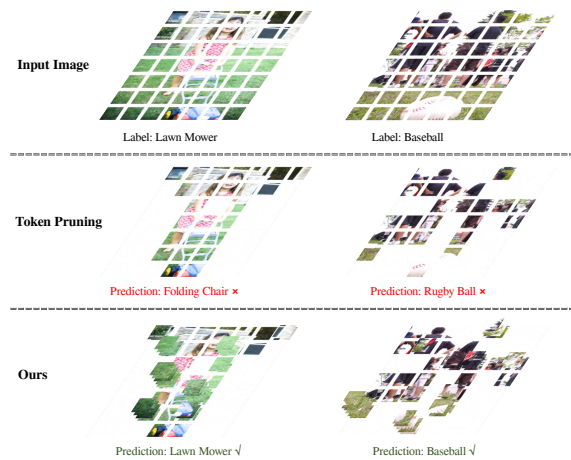 Input Image
Label: Lawn Mower
Label: Baseball
Token Pruning
Prediction: Folding Chair ×
Prediction: Rugby Ball ×
Ours
Prediction: Lawn Mower √
Prediction: Baseball √